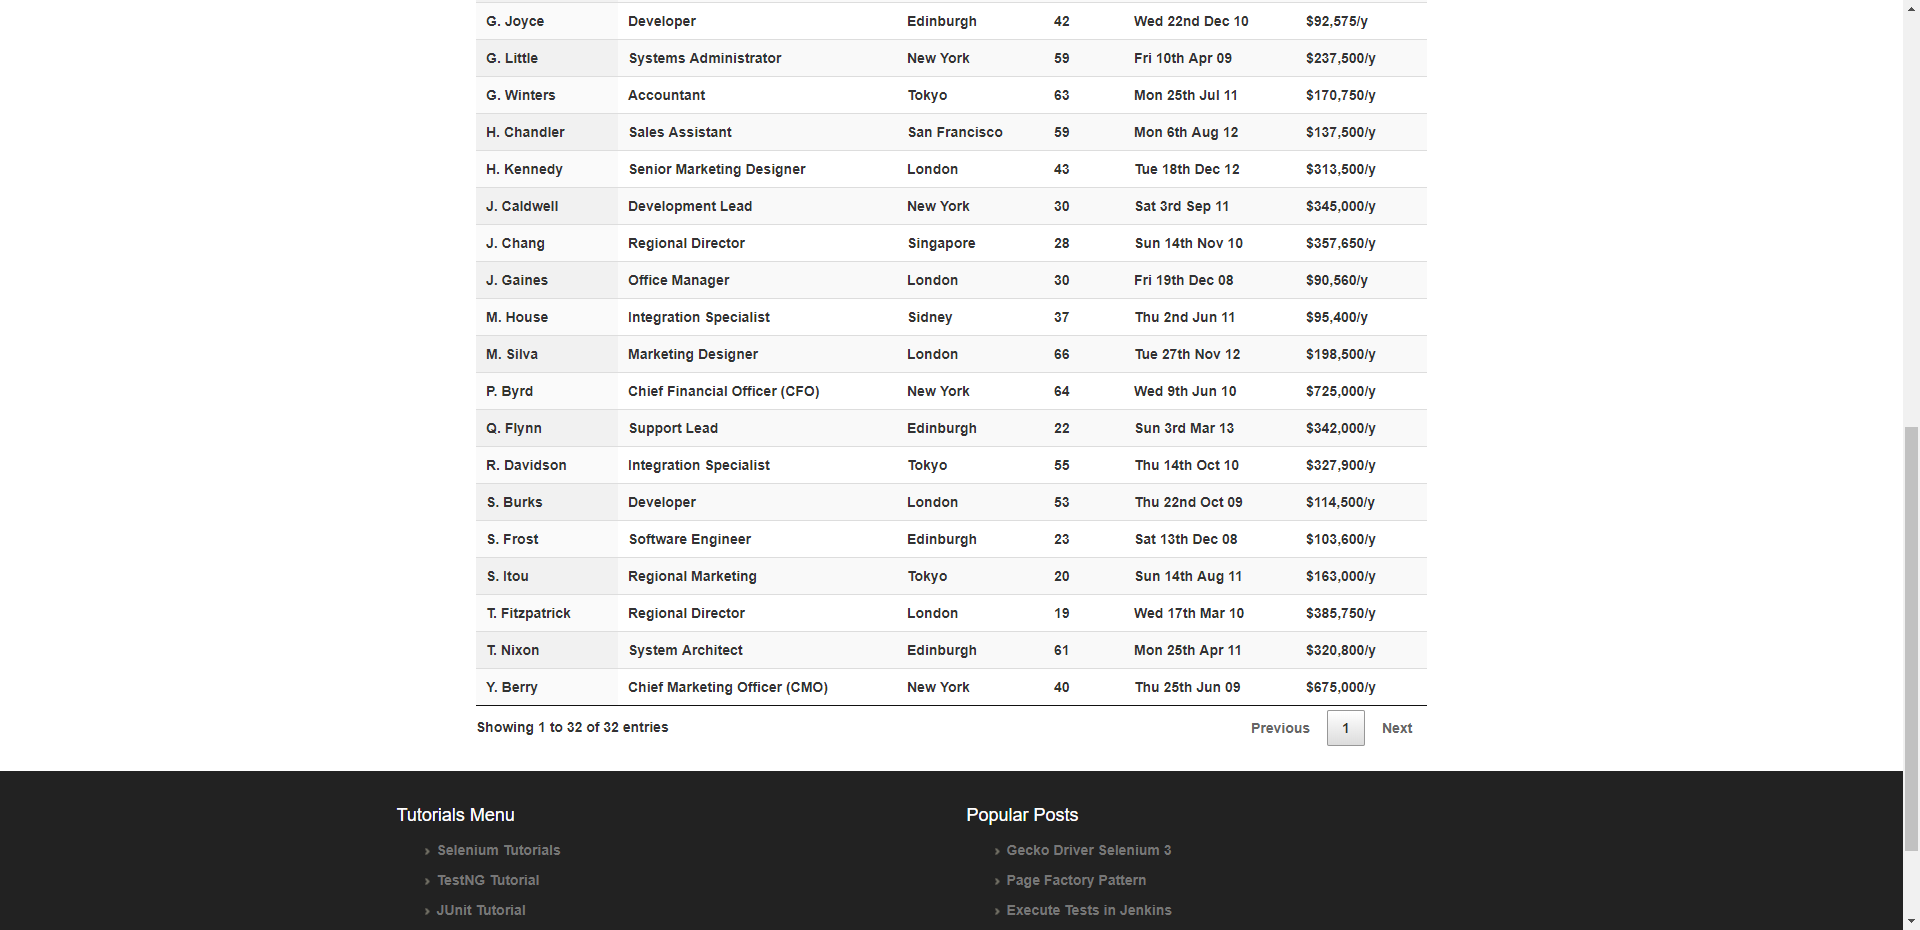 G. Joyce Developer Edinburgh 42 Wed 22nd Dec 10 $92,575/y
G. Little Systems Administrator New York 59 Fri 10th Apr 09 $237,500/y
G. Winters Accountant Tokyo 63 Mon 25th Jul 11 $170,750/y
H. Chandler Sales Assistant San Francisco 59 Mon 6th Aug 12 $137,500/y
H. Kennedy Senior Marketing Designer London 43 Tue 18th Dec 12 $313,500/y
J. Caldwell Development Lead New York 30 Sat 3rd Sep 11 $345,000/y
J. Chang Regional Director Singapore 28 Sun 14th Nov 10 $357,650/y
J. Gaines Office Manager London 30 Fri 19th Dec 08 $90,560/y
M. House Integration Specialist Sidney 37 Thu 2nd Jun 11 $95,400/y
M. Silva Marketing Designer London 66 Tue 27th Nov 12 $198,500/y
P. Byrd Chief Financial Officer (CFO) New York 64 Wed 9th Jun 10 $725,000/y
Q. Flynn Support Lead Edinburgh 22 Sun 3rd Mar 13 $342,000/y
R. Davidson Integration Specialist Tokyo 55 Thu 14th Oct 10 $327,900/y
S. Burks Developer London 53 Thu 22nd Oct 09 $114,500/y
S. Frost Software Engineer Edinburgh 23 Sat 13th Dec 08 $103,600/y
S. Itou Regional Marketing Tokyo 20 Sun 14th Aug 11 $163,000/y
T. Fitzpatrick Regional Director London 19 Wed 17th Mar 10 $385,750/y
T. Nixon System Architect Edinburgh 61 Mon 25th Apr 11 $320,800/y
Y. Berry Chief Marketing Officer (CMO) New York 40 Thu 25th Jun 09 $675,000/y
Showing 1 to 32 of 32 entries Previous 1 Next
Tutorials Menu
› Selenium Tutorials
› TestNG Tutorial
› JUnit Tutorial
Popular Posts
› Gecko Driver Selenium 3
› Page Factory Pattern
› Execute Tests in Jenkins